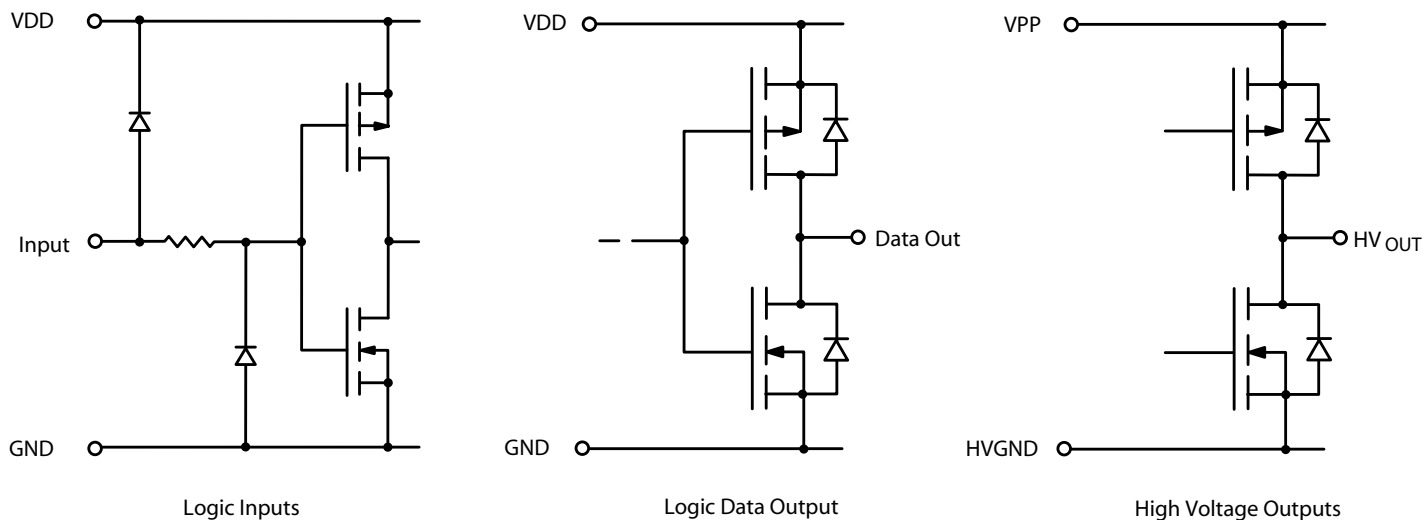 VDD
Input
GND
Logic Inputs
VDD
Data Out
GND
Logic Data Output
VPP
HV OUT
HVGND
High Voltage Outputs